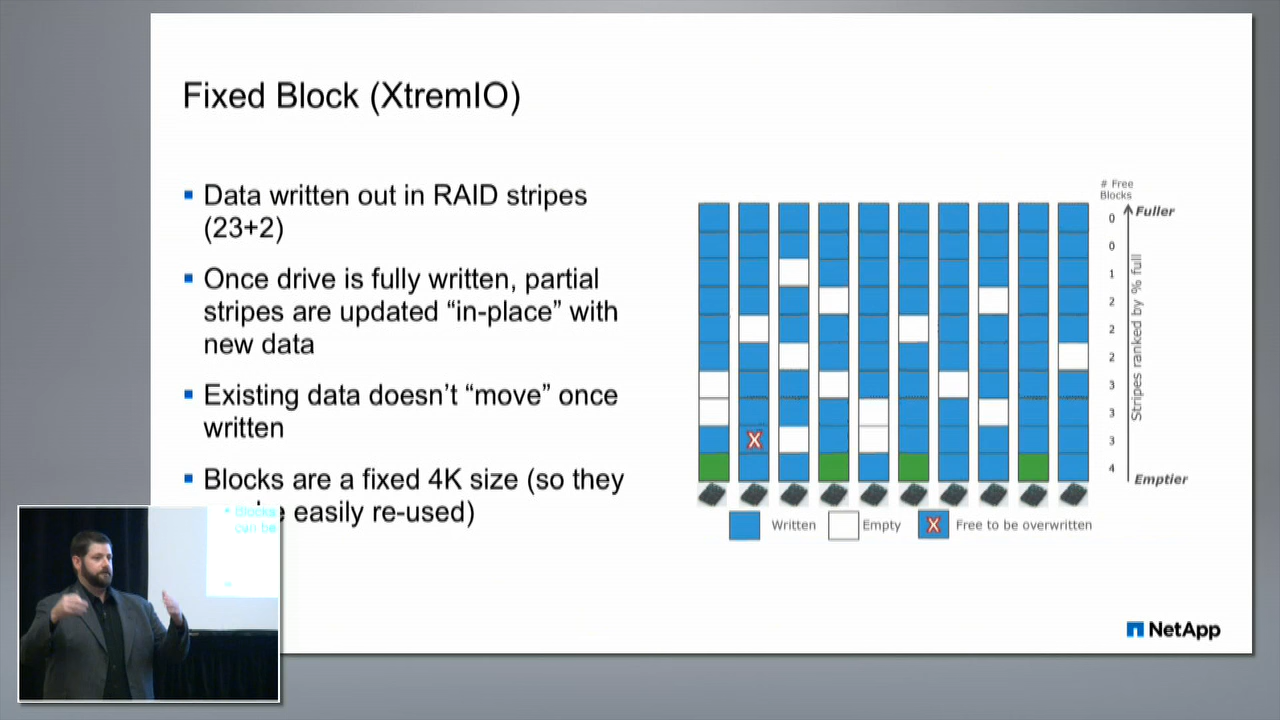 Fixed Block (XtremIO)
Data written out in RAID stripes
(23+2)
Once drive is fully written, partial
stripes are updated “in-place” with
new data
Existing data doesn’t “move” once
written
Blocks are a fixed 4K size (so they
easily re-used)
Blocks
can be
# Free
Blocks
Fuller
0
0
1
2
2
2
3
3
3
4
Stripes ranked by % full
Emptier
X
Written
Empty
X
Free to be overwritten
NetApp